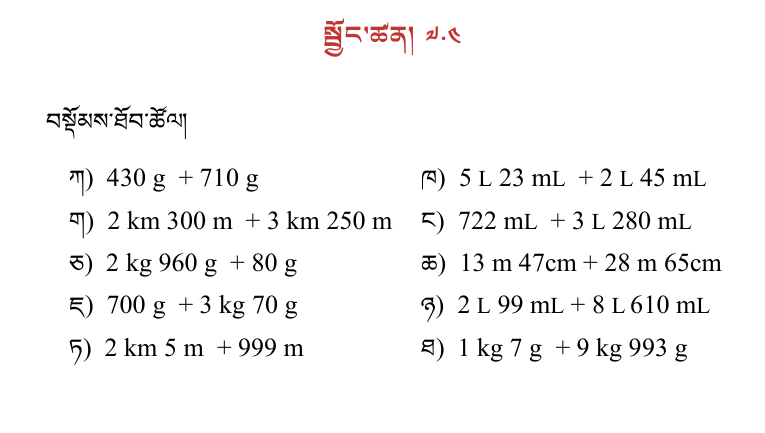 སྦྱོང་ཚན། ༧.༤
བསྡོམས་ཐོབ་ཚོལ།
ཀ) 430 g + 710 g ཁ) 5 L 23 mL + 2 L 45 mL
ག) 2 km 300 m + 3 km 250 m ང) 722 mL + 3 L 280 mL
ཅ) 2 kg 960 g + 80 g ཆ) 13 m 47cm + 28 m 65cm
ཇ) 700 g + 3 kg 70 g ཉ) 2 L 99 mL + 8 L 610 mL
ཏ) 2 km 5 m + 999 m ཐ) 1 kg 7 g + 9 kg 993 g